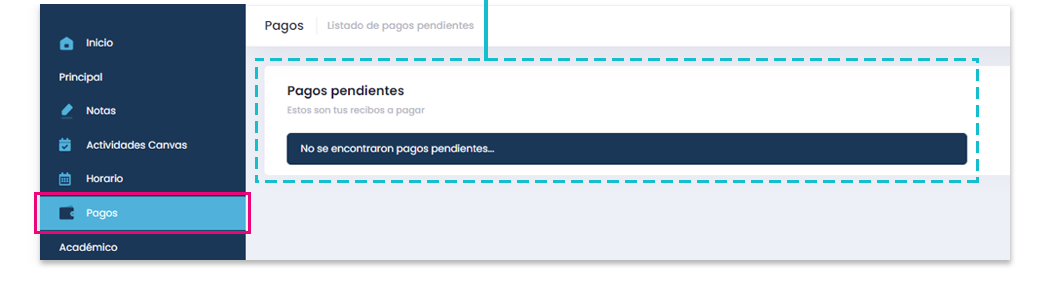 Inicio
Principal
Notas
Actividades Canvas
Horario
Pagos
Académico
Pagos
Listado de pagos pendientes
Pagos pendientes
Estos son tus recibos a pagar
No se encontraron pagos pendientes...